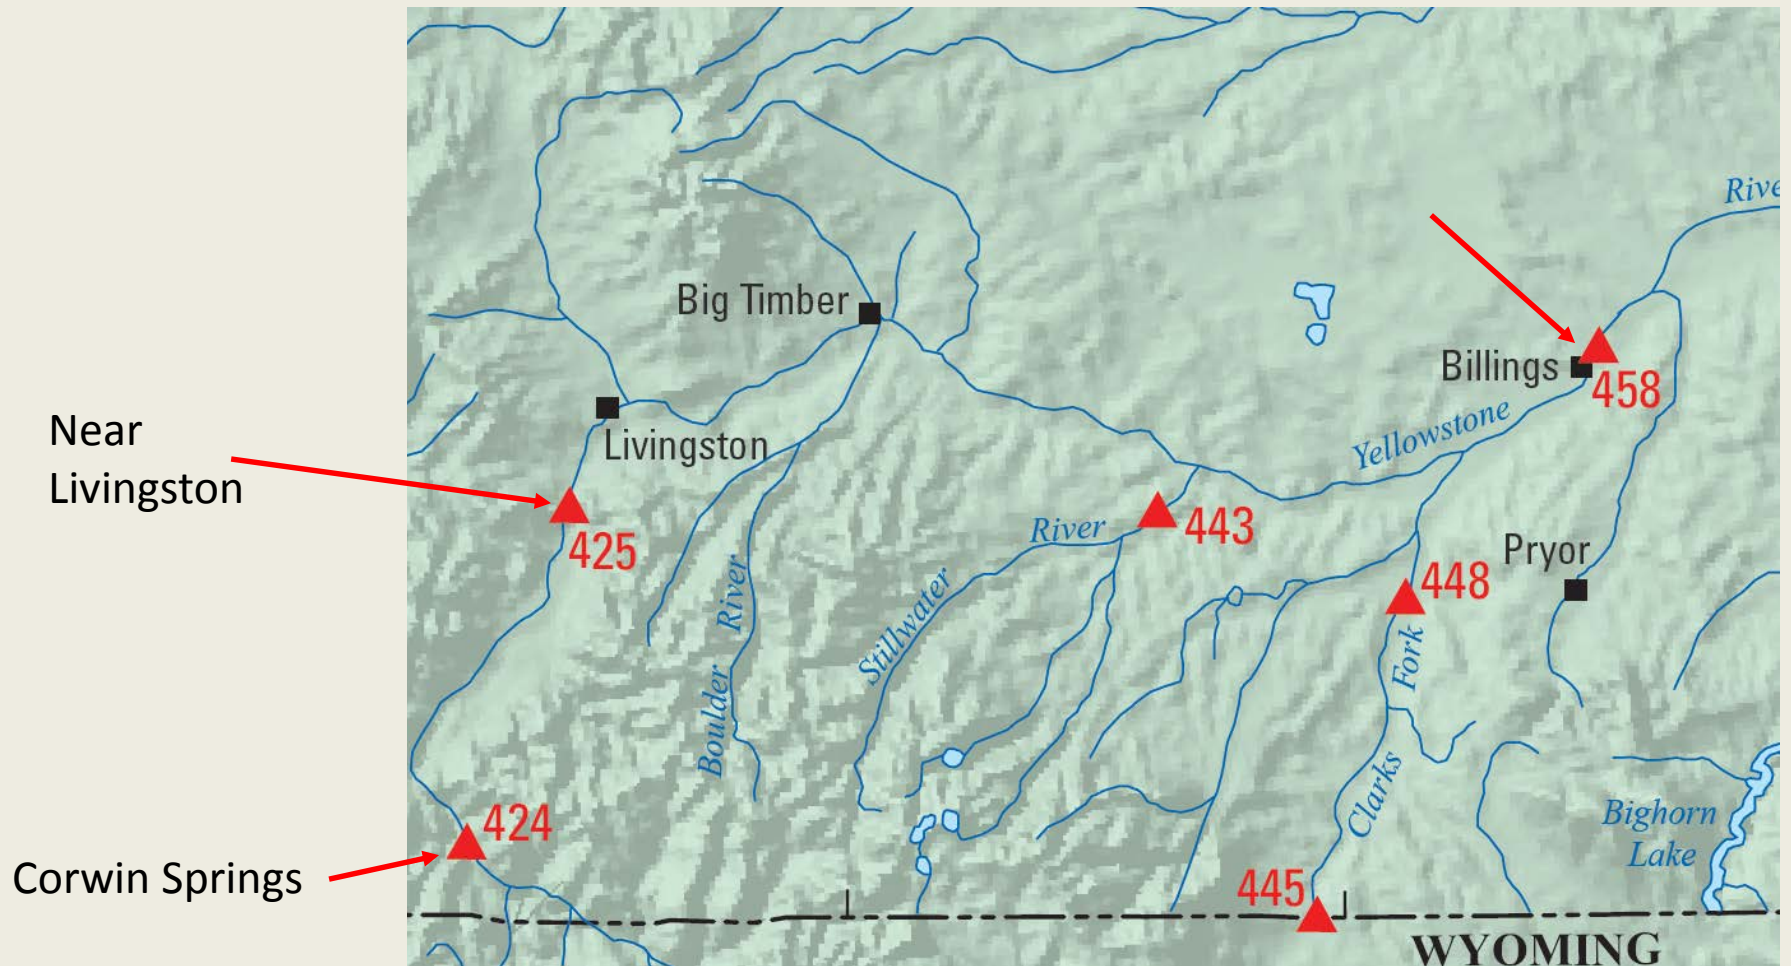 Rive
Big Timber
Billings
458
Near
Livingston
Livingston
Yellowstone
425
River
443
Pryor
448
Stillwater
Boulder River
Clarks Fork
424
Bighorn
Lake
Corwin Springs
445
WYOMING